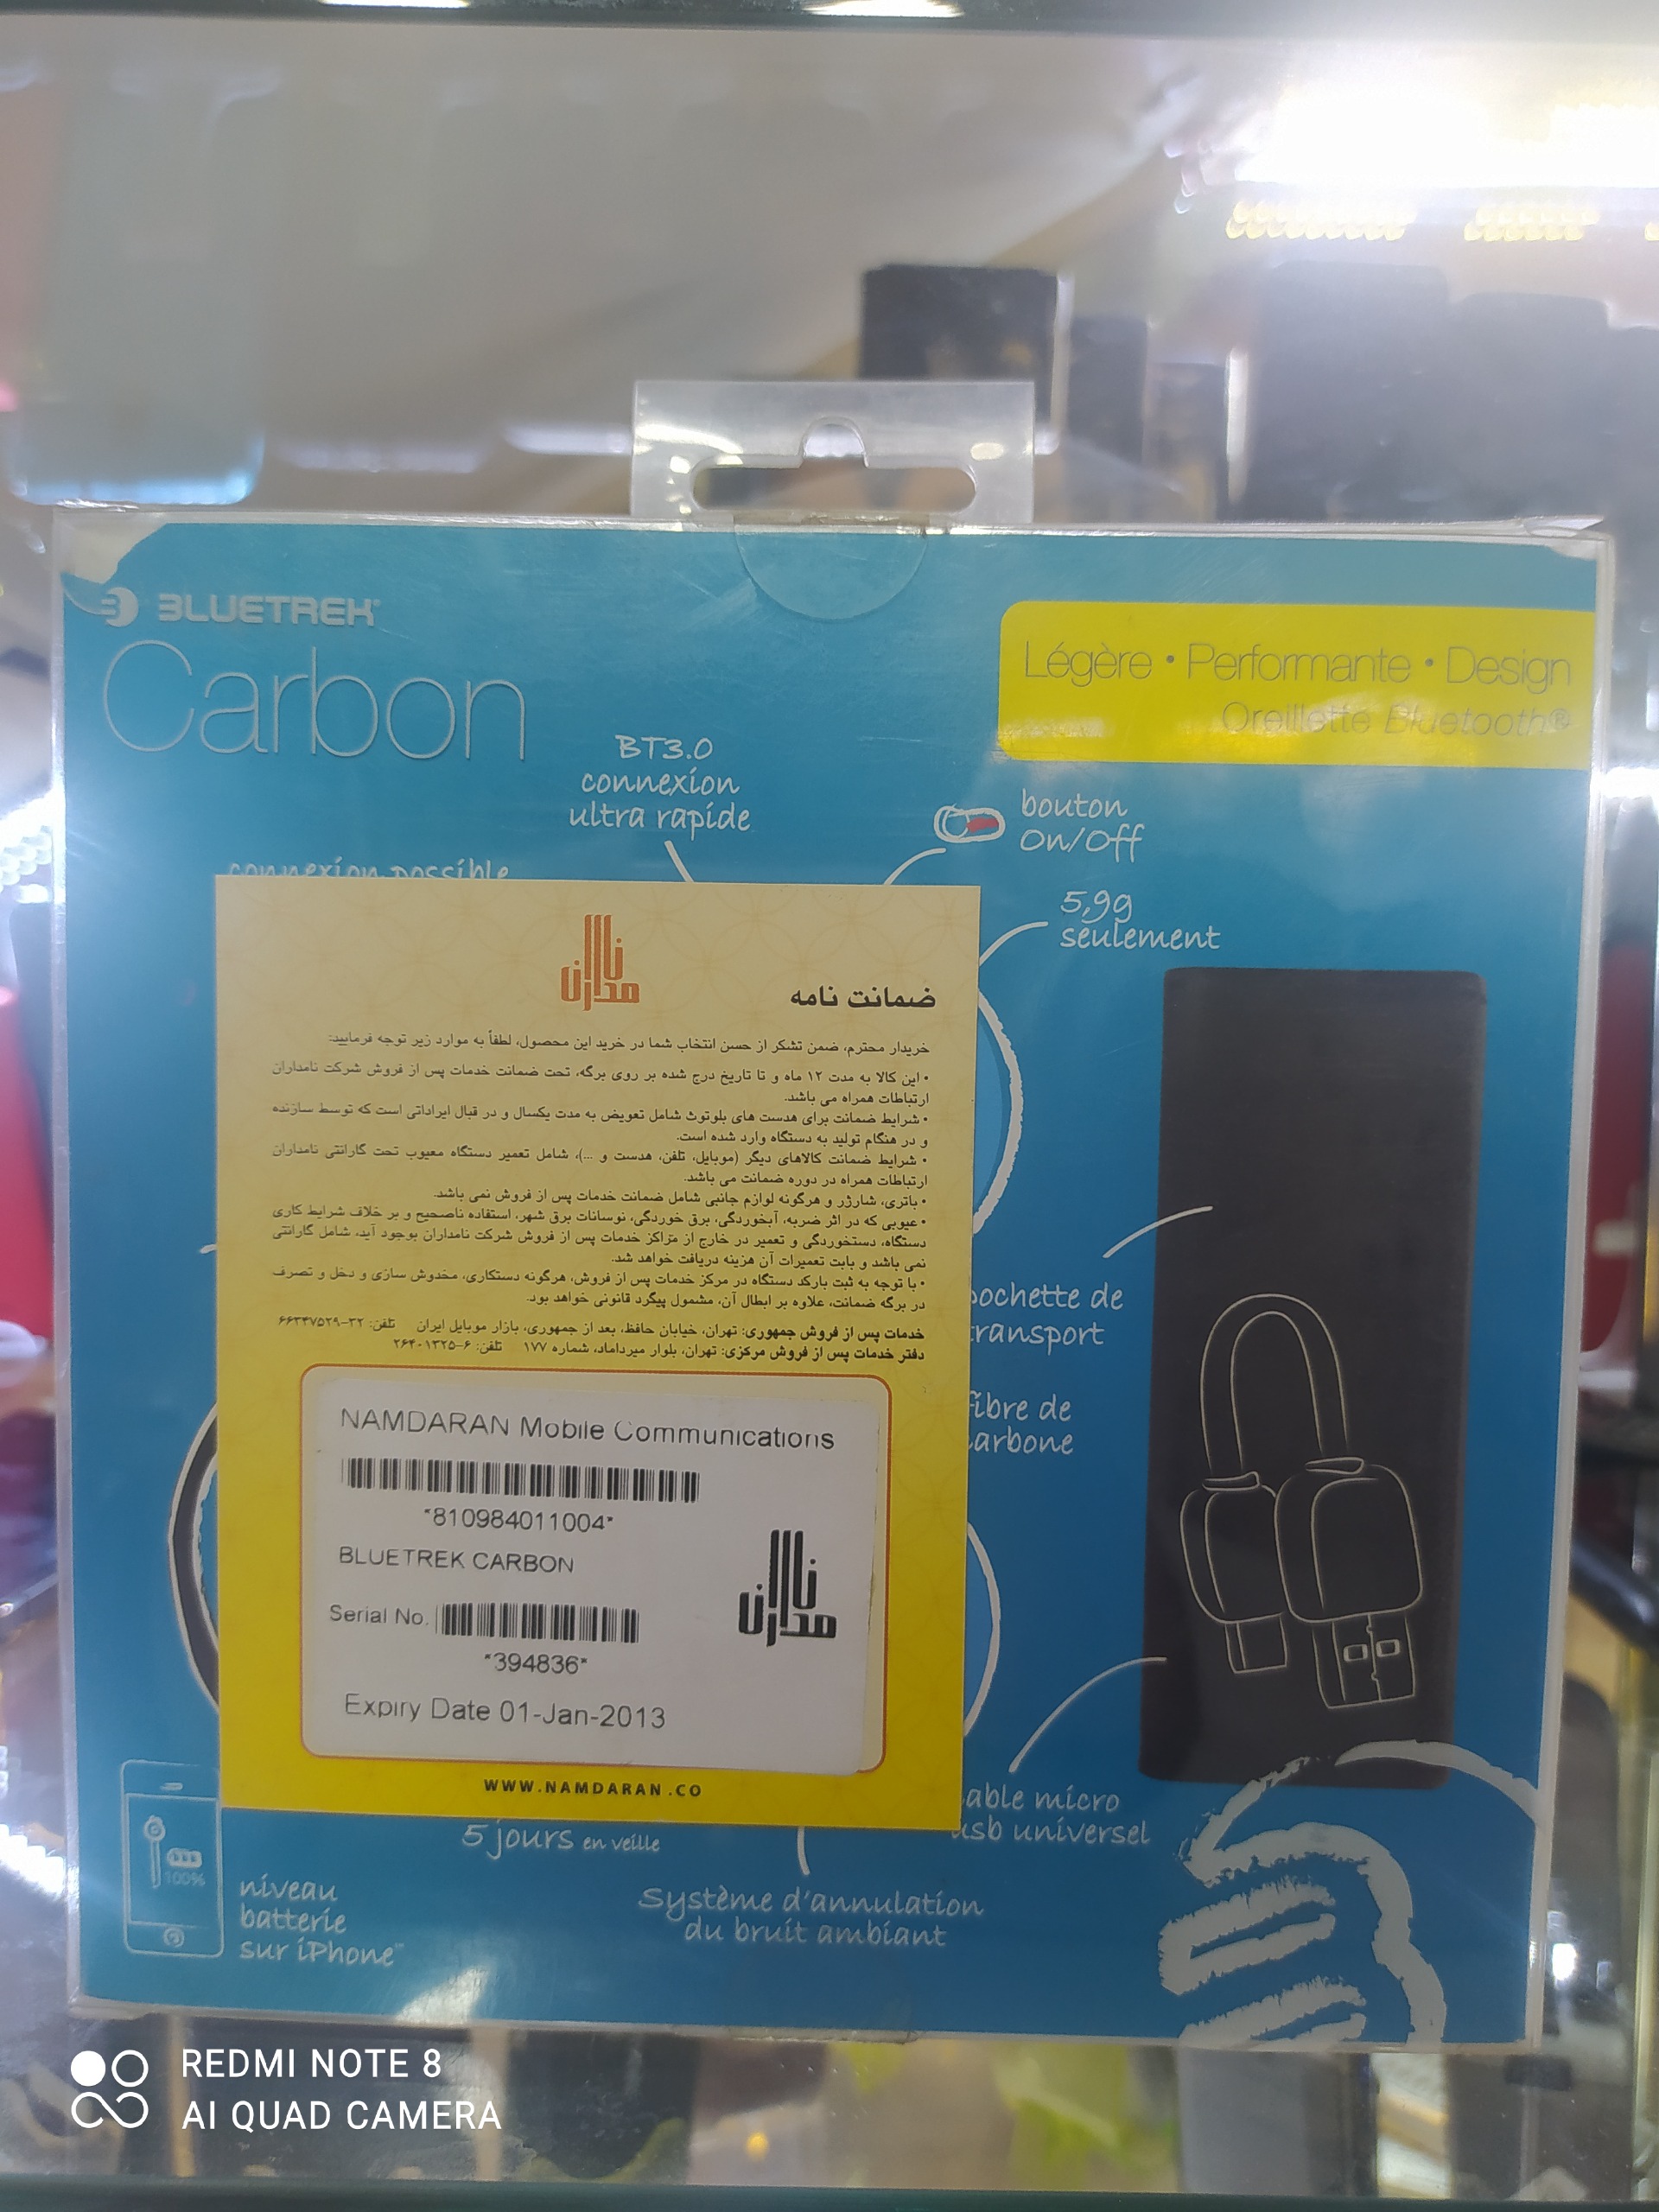 BLUETREK
Carbon
Légère • Performante • Design
Oreillette Bluetooth®
BT3.0
connexion
ultra rapide
bouton
On/Off
connexion possible
5,9g
seulement
نامداران
ضمانت نامه
خریدار محترم، ضمن تشکر از حسن انتخاب شما در خرید این محصول، لطفاً به موارد زیر توجه فرمایید:
• این کالا به مدت ۱۲ ماه و تا تاریخ درج شده بر روی برگه، تحت ضمانت خدمات پس از فروش شرکت نامداران
ارتباطات همراه می باشد.
• شرایط ضمانت برای هدست های بلوتوث شامل تعویض به مدت یکسال و در قبال ایراداتی است که توسط سازنده
و در هنگام تولید به دستگاه وارد شده است.
• شرایط ضمانت کالاهای دیگر (موبایل، تلفن، هدست و ...)، شامل تعمیر دستگاه معیوب تحت گارانتی نامداران
ارتباطات همراه در دوره ضمانت می باشد.
• باتری، شارژر و هرگونه لوازم جانبی شامل ضمانت خدمات پس از فروش نمی باشد.
• عیوبی که در اثر ضربه، آبخوردگی، برق خوردگی، نوسانات برق شهر، استفاده ناصحیح و بر خلاف شرایط کاری
دستگاه، دستخوردگی و تعمیر در خارج از مراکز خدمات پس از فروش شرکت نامداران بوجود آید، شامل گارانتی
نمی باشد و بابت تعمیرات آن هزینه دریافت خواهد شد.
• با توجه به ثبت بارکد دستگاه در مرکز خدمات پس از فروش، هرگونه دستکاری، مخدوش سازی و دخل و تصرف
در برگه ضمانت، علاوه بر ابطال آن، مشمول پیگرد قانونی خواهد بود.
خدمات پس از فروش جمهوری: تهران، خیابان حافظ، بعد از جمهوری، بازار موبایل ایران تلفن: ۳۲-۶۶۳۴۷۵۲۹
دفتر خدمات پس از فروش مرکزی: تهران، بلوار میرداماد، شماره ۱۷۷ تلفن: ۶-۲۶۴۰۱۳۲۵
pochette de
transport
fibre de
carbone
NAMDARAN Mobile Communications
*810984011004*
BLUETREK CARBON
نامداران
Serial No.
*394836*
Expiry Date 01-Jan-2013
WWW.NAMDARAN.CO
able micro
usb universel
5 jours en veille
100%
niveau
batterie
sur iPhone™
Système d'annulation
du bruit ambiant
REDMI NOTE 8
AI QUAD CAMERA